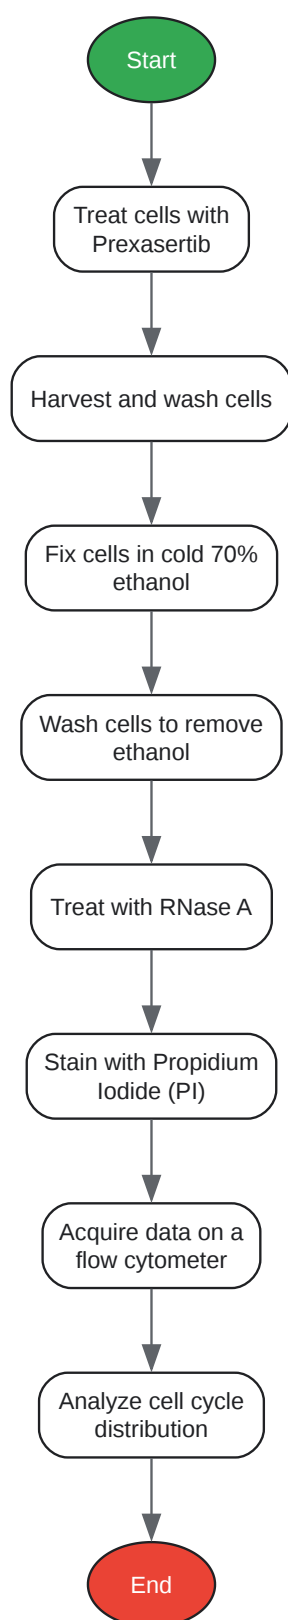 Start
Treat cells with
Prexasertib
Harvest and wash cells
Fix cells in cold 70%
ethanol
Wash cells to remove
ethanol
Treat with RNase A
Stain with Propidium
Iodide (PI)
Acquire data on a
flow cytometer
Analyze cell cycle
distribution
End